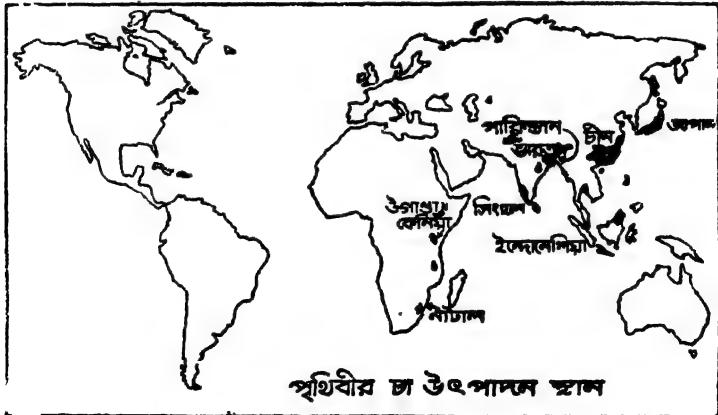 পাকিস্তান
ভারত
চীন
জাপান
উগাণ্ডা
কেনিয়া
সিংহল
ইন্দোনেশিয়া
নাটাল
পৃথিবীর চা উৎপাদন স্থান